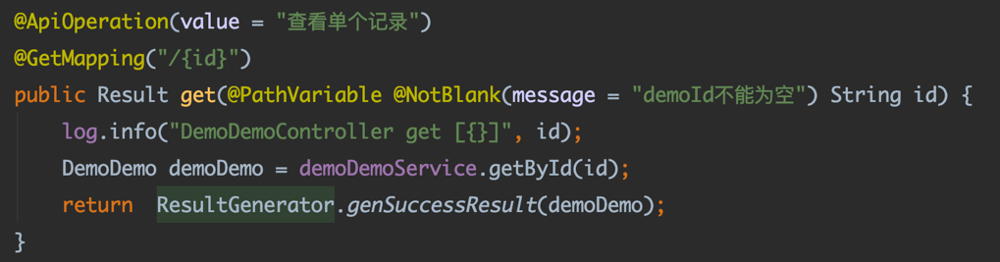 @ApiOperation(value = "查看单个记录")
@GetMapping("/{id}")
public Result get(@PathVariable @NotBlank(message = "demoId不能为空") String id) {
    log.info("DemoDemoController get [{}]", id);
    DemoDemo demoDemo = demoDemoService.getById(id);
    return  ResultGenerator.genSuccessResult(demoDemo);
}